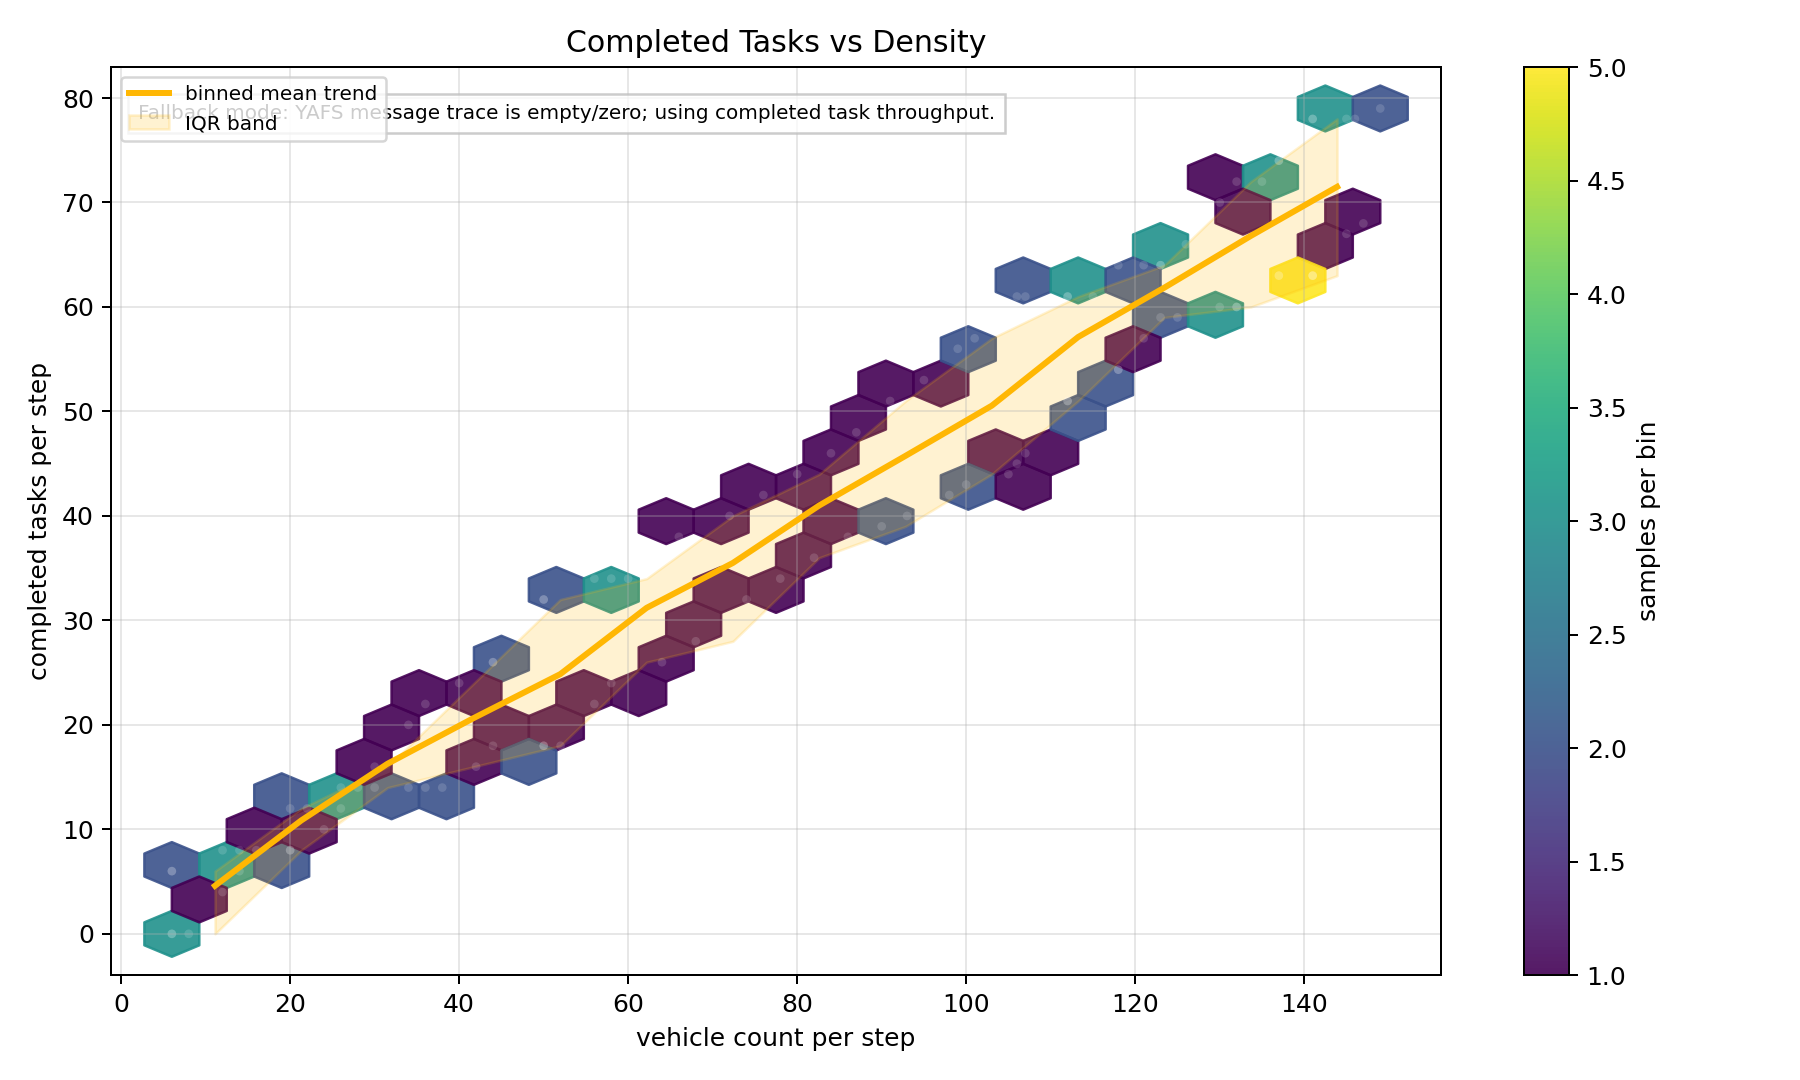 Completed Tasks vs Density
binned mean trend
IQR band
Fallback mode: YAFS message trace is empty/zero; using completed task throughput.
completed tasks per step
80
70
60
50
40
30
20
10
0
0 20 40 60 80 100 120 140
vehicle count per step
5.0
4.5
4.0
3.5
3.0
2.5
2.0
1.5
1.0
samples per bin